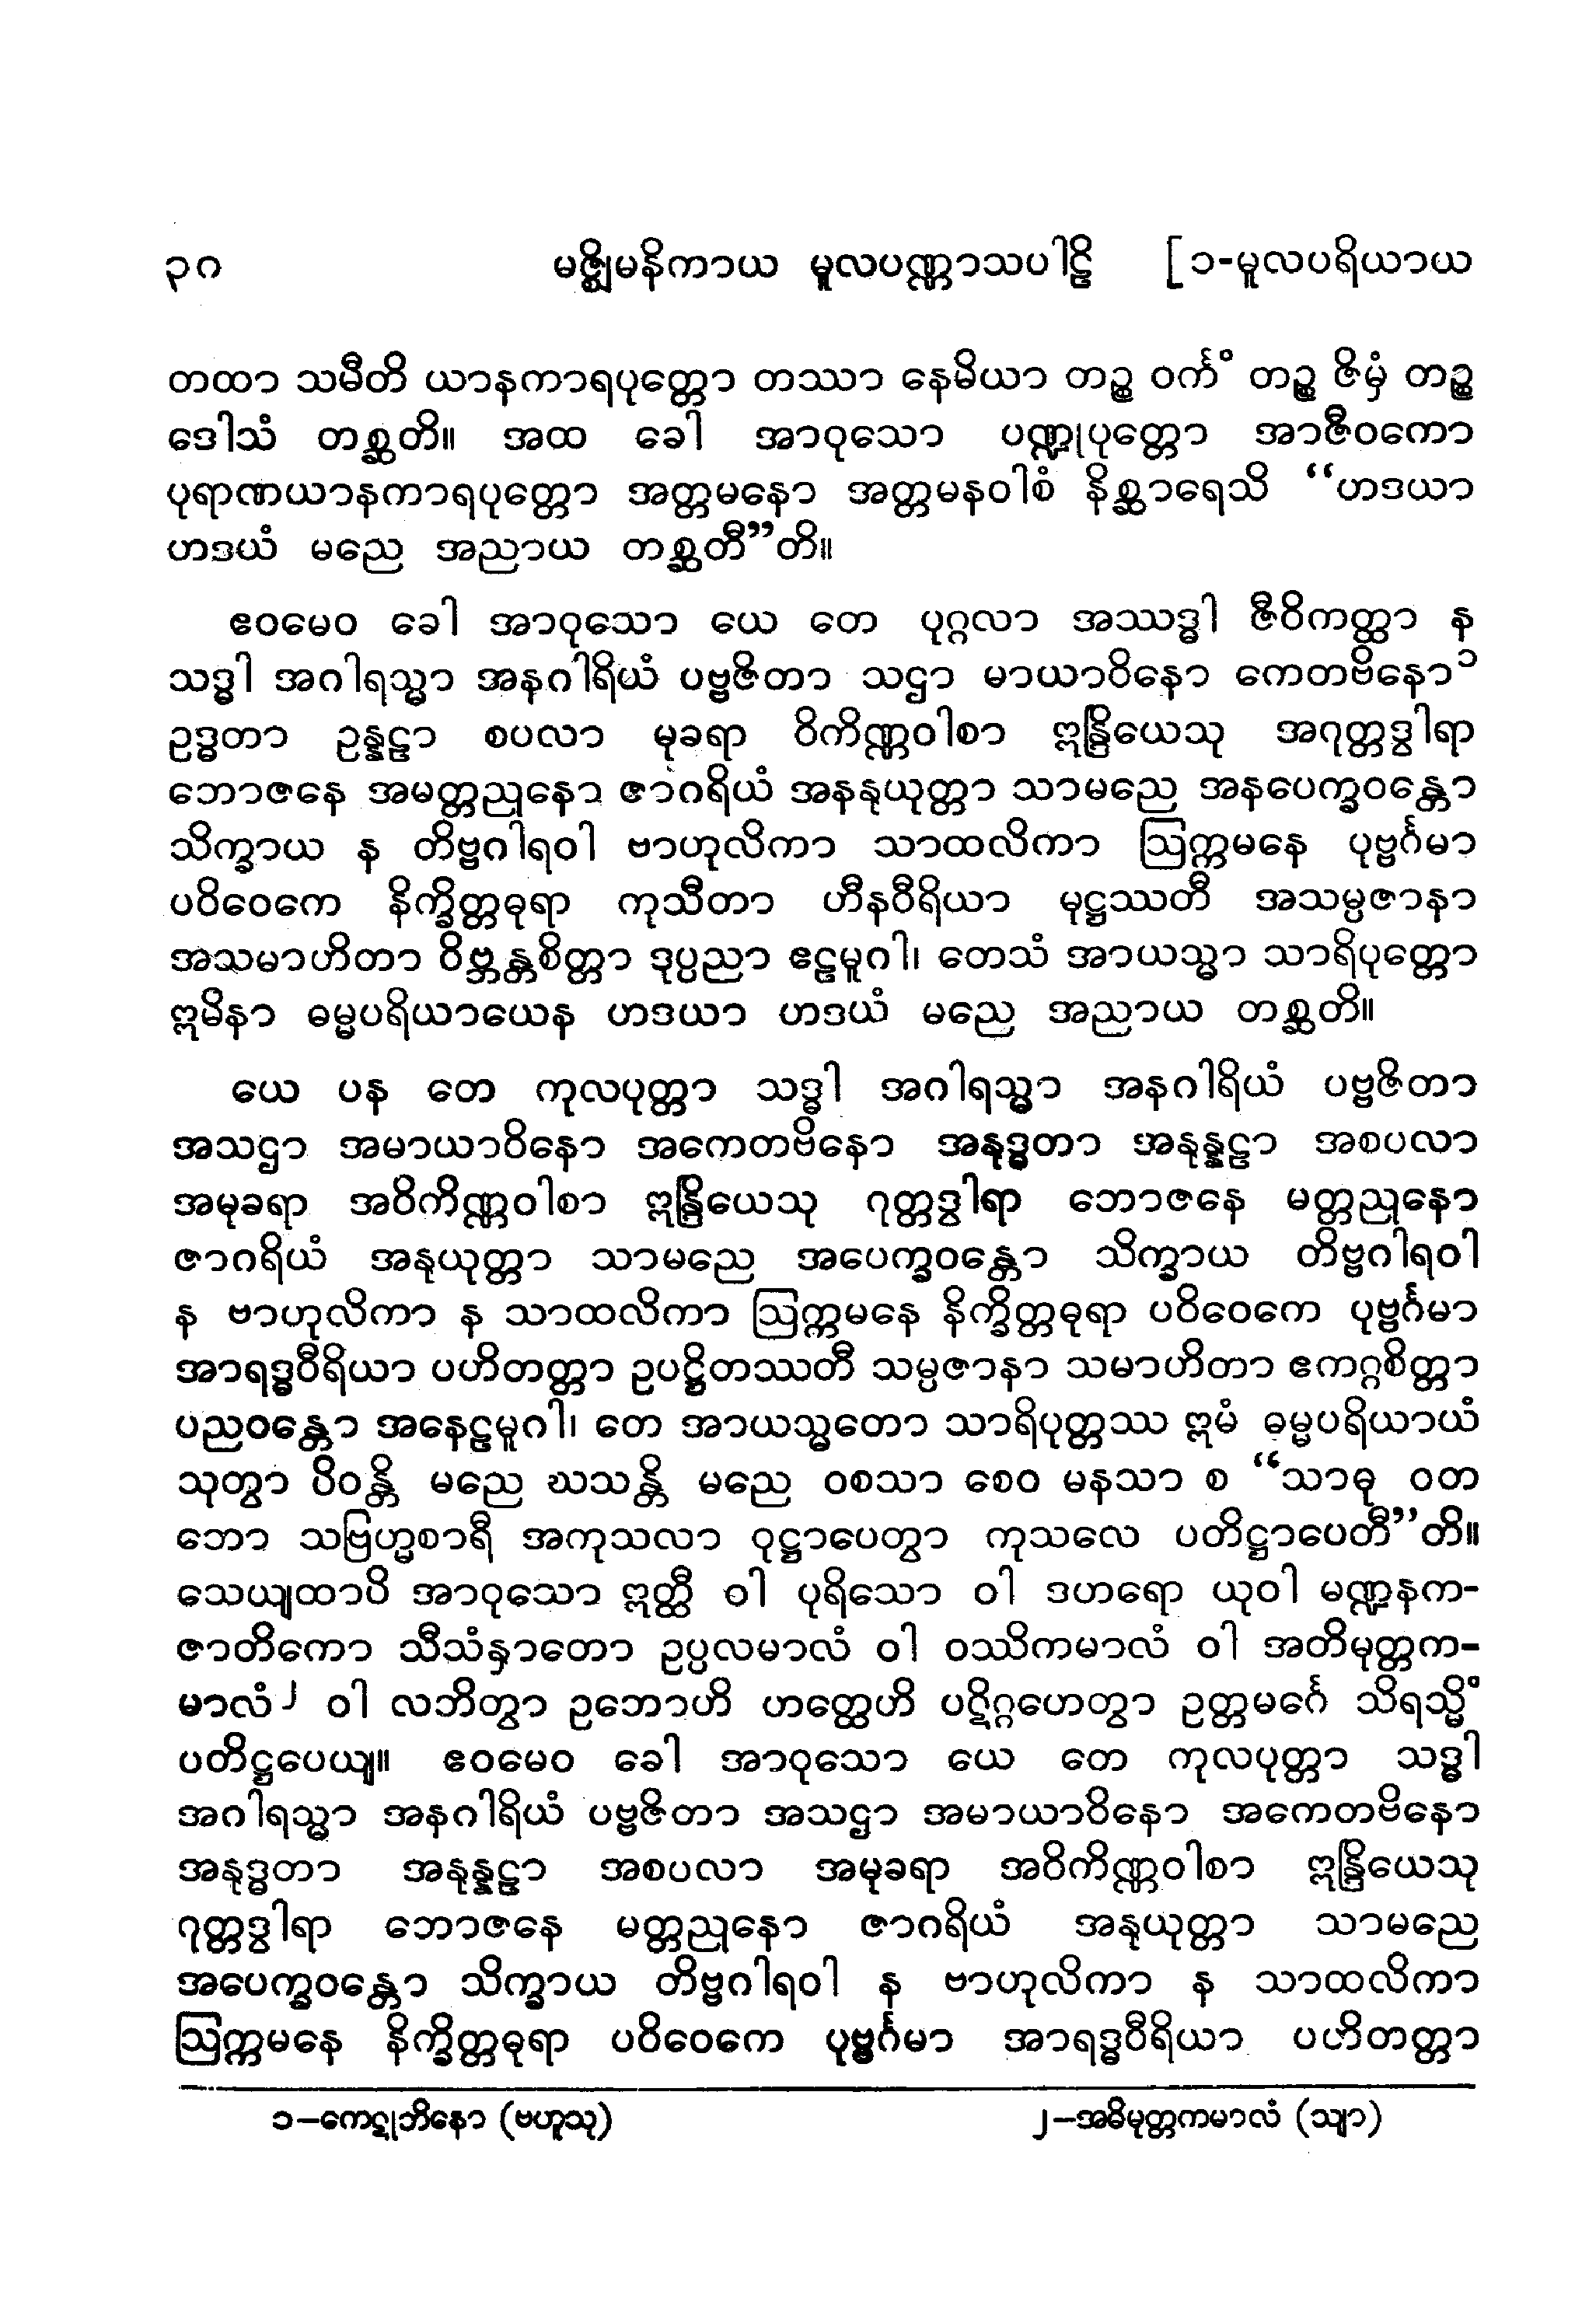 ၃ဂ မဇ္ဈိမနိကာယ မူလပဏ္ဏာသပါဠိ [၁-မူလပရိယာယ
တထာ သမီတိ ယာနကာရပုတ္တော တဿာ နေမိယာ တဉ္စ ဝင်္ကံ တဉ္စ ဇိမှံ တဉ္စ
ဒေါသံ တစ္ဆတိ။ အထ ခေါ အာဝုသော ပဏ္ဍုပုတ္တော အာဇီဝကော
ပုရာဏယာနကာရပုတ္တော အတ္တမနော အတ္တမနဝါစံ နိစ္ဆာရေသိ “ဟဒယာ
ဟဒယံ မညေ အညာယ တစ္ဆတီ”တိ။
ဧဝမေဝ ခေါ အာဝုသော ယေ တေ ပုဂ္ဂလာ အဿဒ္ဓါ ဇီဝိကတ္ထာ န
သဒ္ဓါ အဂါရသ္မာ အနဂါရိယံ ပဗ္ဗဇိတာ သဌာ မာယာဝိနော ကေတဗိနော၁
ဥဒ္ဓတာ ဥန္နဠာ စပလာ မုခရာ ဝိကိဏ္ဏဝါစာ ဣန္ဒြိယေသု အဂုတ္တဒွါရာ
ဘောဇနေ အမတ္တညုနော ဇာဂရိယံ အနနုယုတ္တာ သာမညေ အနပေက္ခဝန္တော
သိက္ခာယ န တိဗ္ဗဂါရဝါ ဗာဟုလိကာ သာထလိကာ ဩက္ကမနေ ပုဗ္ဗင်္ဂမာ
ပဝိဝေကေ နိက္ခိတ္တဓုရာ ကုသီတာ ဟီနဝီရိယာ မုဋ္ဌဿတီ အသမ္ပဇာနာ
အသမာဟိတာ ဝိဗ္ဘန္တစိတ္တာ ဒုပ္ပညာ ဧဠမူဂါ၊ တေသံ အာယသ္မာ သာရိပုတ္တော
ဣမိနာ ဓမ္မပရိယာယေန ဟဒယာ ဟဒယံ မညေ အညာယ တစ္ဆတိ။
ယေ ပန တေ ကုလပုတ္တာ သဒ္ဓါ အဂါရသ္မာ အနဂါရိယံ ပဗ္ဗဇိတာ
အသဌာ အမာယာဝိနော အကေတဗိနော အနုဒ္ဓတာ အနုန္နဠာ အစပလာ
အမုခရာ အဝိကိဏ္ဏဝါစာ ဣန္ဒြိယေသု ဂုတ္တဒွါရာ ဘောဇနေ မတ္တညုနော
ဇာဂရိယံ အနုယုတ္တာ သာမညေ အပေက္ခဝန္တော သိက္ခာယ တိဗ္ဗဂါရဝါ
န ဗာဟုလိကာ န သာထလိကာ ဩက္ကမနေ နိက္ခိတ္တဓုရာ ပဝိဝေကေ ပုဗ္ဗင်္ဂမာ
အာရဒ္ဓဝီရိယာ ပဟိတတ္တာ ဥပဋ္ဌိတဿတီ သမ္ပဇာနာ သမာဟိတာ ဧကဂ္ဂစိတ္တာ
ပညဝန္တော အနေဠမူဂါ၊ တေ အာယသ္မတော သာရိပုတ္တဿ ဣမံ ဓမ္မပရိယာယံ
သုတွာ ပိဝန္တိ မညေ ဃသန္တိ မညေ ဝစသာ စေဝ မနသာ စ “သာဓု ဝတ
ဘော သဗြဟ္မစာရီ အကုသလာ ဝုဋ္ဌာပေတွာ ကုသလေ ပတိဋ္ဌာပေတီ”တိ။
သေယျထာပိ အာဝုသော ဣတ္ထီ ဝါ ပုရိသော ဝါ ဒဟရော ယုဝါ မဏ္ဍနက-
ဇာတိကော သီသံနှာတော ဥပ္ပလမာလံ ဝါ ဝဿိကမာလံ ဝါ အတိမုတ္တက-
မာလံ၂ ဝါ လဘိတွာ ဥဘောဟိ ဟတ္ထေဟိ ပဋိဂ္ဂဟေတွာ ဥတ္တမင်္ဂေ သိရသ္မိံ
ပတိဋ္ဌပေယျ။ ဧဝမေဝ ခေါ အာဝုသော ယေ တေ ကုလပုတ္တာ သဒ္ဓါ
အဂါရသ္မာ အနဂါရိယံ ပဗ္ဗဇိတာ အသဌာ အမာယာဝိနော အကေတဗိနော
အနုဒ္ဓတာ အနုန္နဠာ အစပလာ အမုခရာ အဝိကိဏ္ဏဝါစာ ဣန္ဒြိယေသု
ဂုတ္တဒွါရာ ဘောဇနေ မတ္တညုနော ဇာဂရိယံ အနုယုတ္တာ သာမညေ
အပေက္ခဝန္တော သိက္ခာယ တိဗ္ဗဂါရဝါ န ဗာဟုလိကာ န သာထလိကာ
ဩက္ကမနေ နိက္ခိတ္တဓုရာ ပဝိဝေကေ ပုဗ္ဗင်္ဂမာ အာရဒ္ဓဝီရိယာ ပဟိတတ္တာ
၁-ကေဋုဘိနော (ဗဟူသု) ၂-အဓိမုတ္တကမာလံ (သျာ)